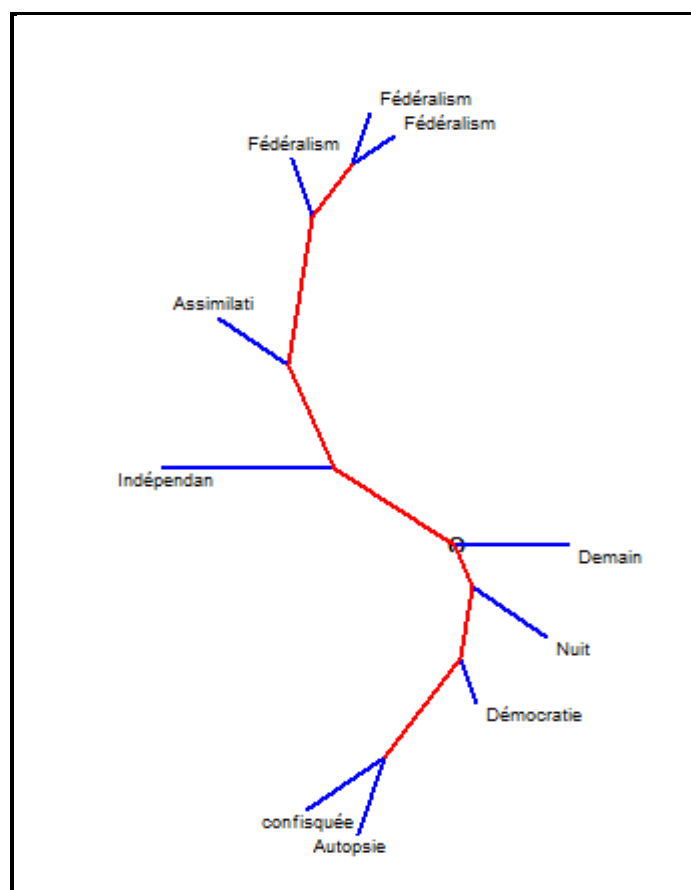 Fédéralism
Fédéralism
Fédéralism
Assimilati
Indépendan
Demain
Nuit
Démocratie
confisquée
Autopsie